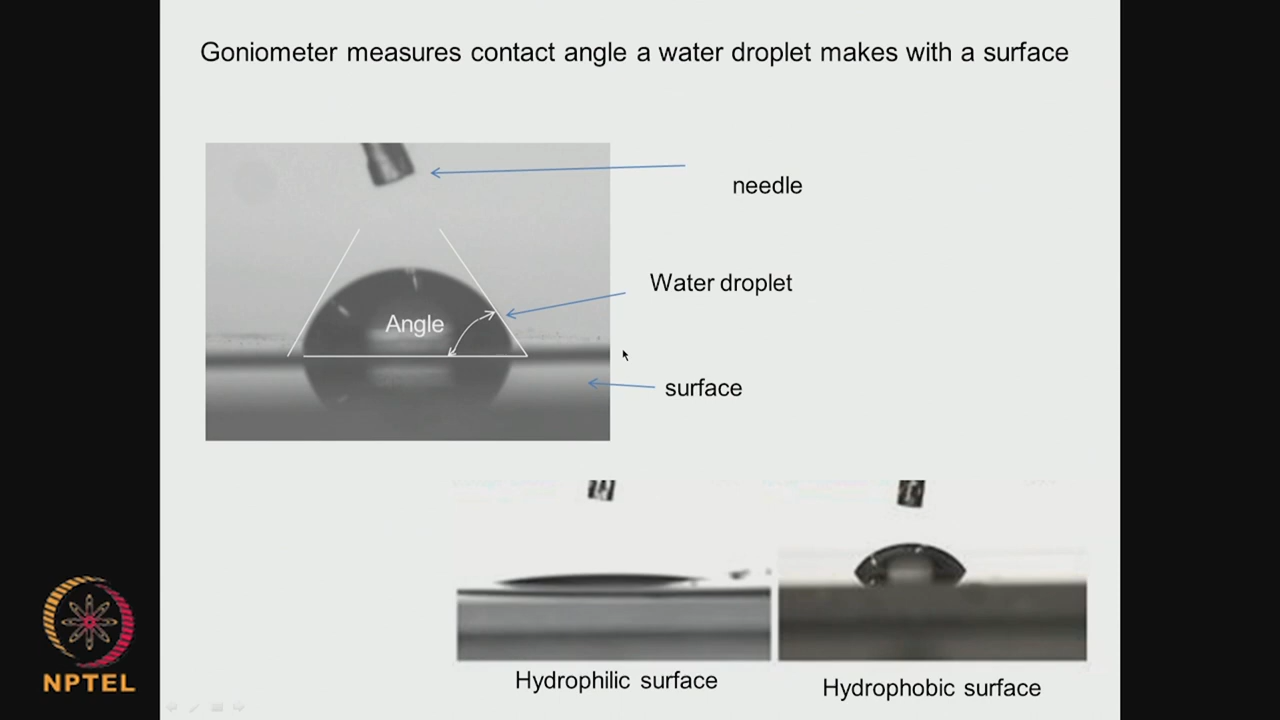 Goniometer measures contact angle a water droplet makes with a surface
needle
Water droplet
Angle
surface
Hydrophilic surface
Hydrophobic surface
NPTEL